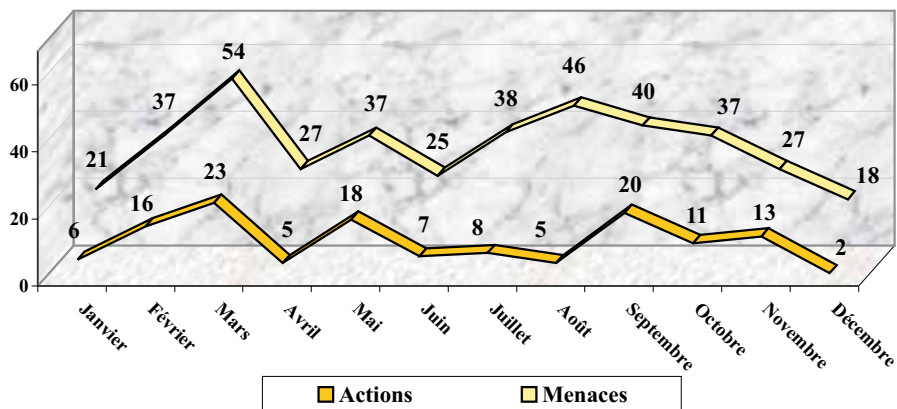 54
46
37
37
38
40
37
60
27
25
27
21
18
40
23
16
18
20
20
6
5
7
8
5
11
13
2
0
Janvier
Février
Mars
Avril
Mai
Juin
Juillet
Août
Septembre
Octobre
Novembre
Décembre
Actions
Menaces